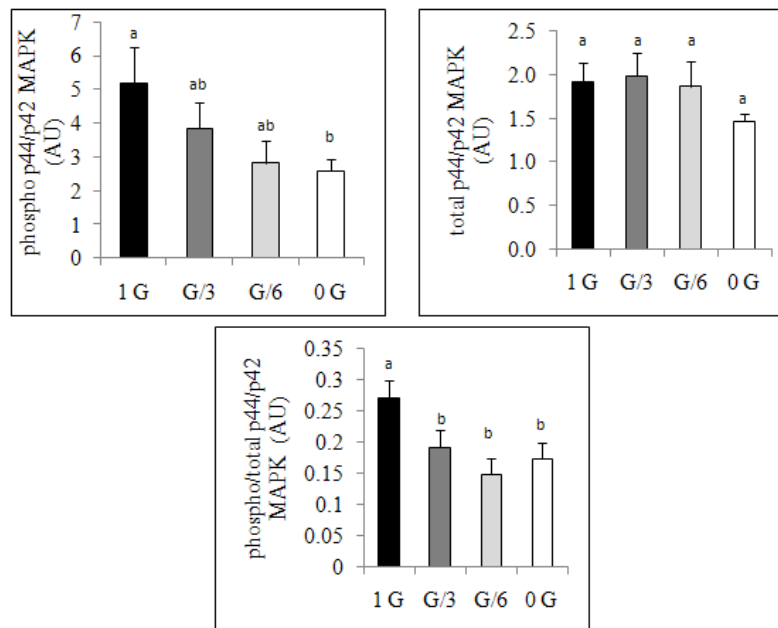 phospho p44/p42 MAPK
(AU)
7
6
5
4
3
2
1
0
a
ab
ab
b
1 G
G/3
G/6
0 G
total p44/p42 MAPK
(AU)
2.5
2.0
1.5
1.0
0.5
0.0
a
a
a
a
1 G
G/3
G/6
0 G
phospho/total p44/p42
MAPK (AU)
0.35
0.3
0.25
0.2
0.15
0.1
0.05
0
a
b
b
b
1 G
G/3
G/6
0 G